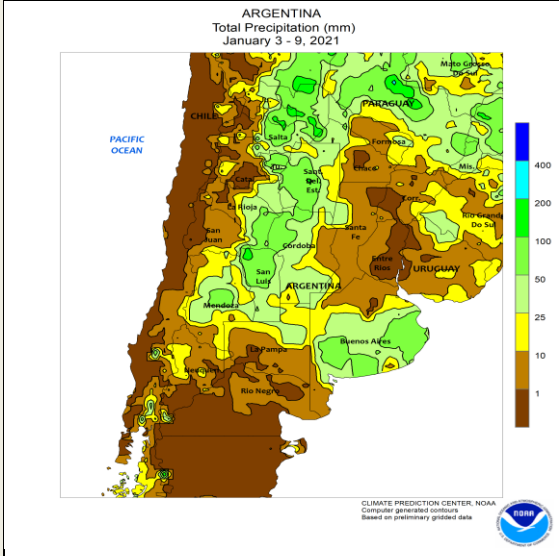 ARGENTINA
Total Precipitation (mm)
January 3 - 9, 2021
Mato Grosso
Do Sul
PARAGUAY
CHILE
PACIFIC
OCEAN
Salta
Formosa
Tu.
Sant.
Del
Est.
Chaco
Mis.
Cata.
Corr.
La Rioja
Rio Grande
Do Sul
San
Juan
Santa
Fe
Cordoba
Entre
Rios
URUGUAY
San
Luis
ARGENTINA
Mendoza
Buenos Aires
La Pampa
Neuquen
Rio Negro
400
200
100
50
25
10
1
CLIMATE PREDICTION CENTER, NOAA
Computer generated contours
Based on preliminary gridded data
NOAA